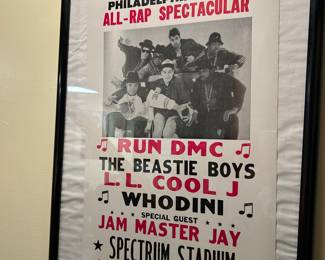 ALL-RAP SPECTACULAR
RUN DMC
THE BEASTIE BOYS
L.L. COOL J
WHODINI
SPECIAL GUEST
JAM MASTER JAY
SPECTRUM STADIUM